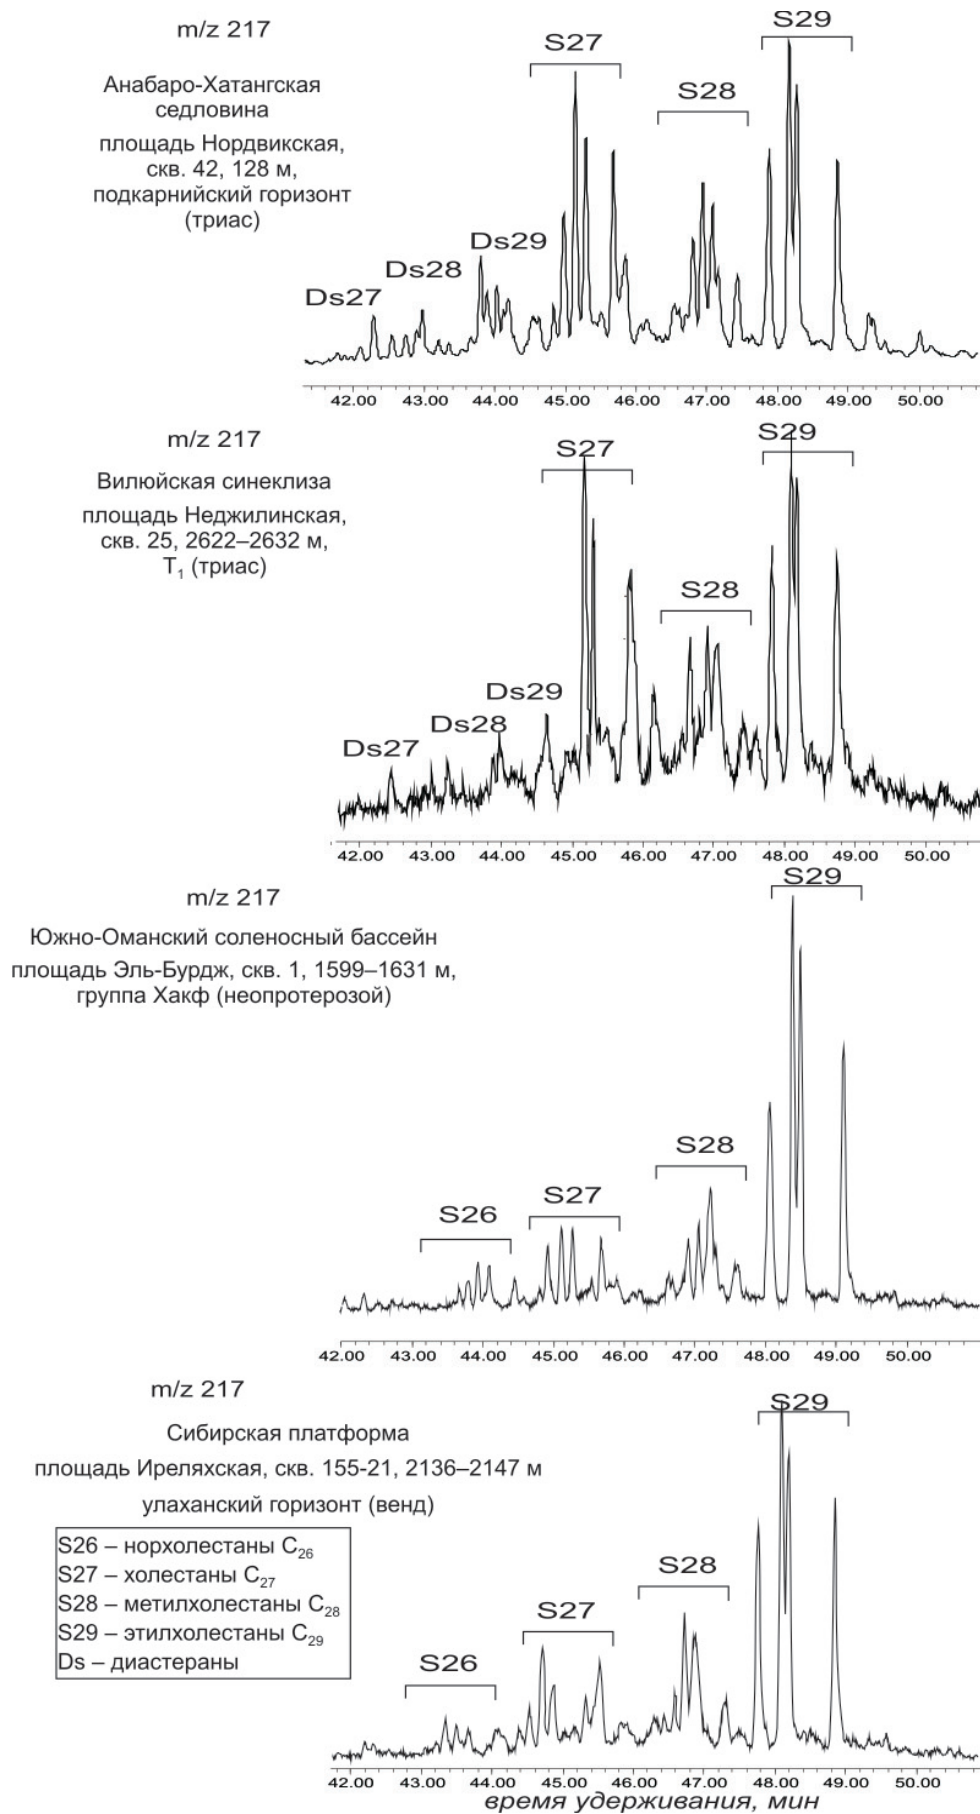 m/z 217
Анабаро-Хатангская
седловина
площадь Нордвикская,
скв. 42, 128 м,
подкарнийский горизонт
(триас)
Ds27
Ds28
Ds29
S27
S28
S29
42.00 43.00 44.00 45.00 46.00 47.00 48.00 49.00 50.00
m/z 217
Вилюйская синеклиза
площадь Неджилинская,
скв. 25, 2622–2632 м,
T₁ (триас)
Ds27
Ds28
Ds29
S27
S28
S29
42.00 43.00 44.00 45.00 46.00 47.00 48.00 49.00 50.00
m/z 217
Южно-Оманский соленосный бассейн
площадь Эль-Бурдж, скв. 1, 1599–1631 м,
группа Хакф (неопротерозой)
S26
S27
S28
S29
42.00 43.00 44.00 45.00 46.00 47.00 48.00 49.00 50.00
m/z 217
Сибирская платформа
площадь Иреляхская, скв. 155-21, 2136–2147 м
улаханский горизонт (венд)
S26 – норхолестаны C₂₆
S27 – холестаны C₂₇
S28 – метилхолестаны C₂₈
S29 – этилхолестаны C₂₉
Ds – диастераны
S26
S27
S28
S29
42.00 43.00 44.00 45.00 46.00 47.00 48.00 49.00 50.00
время удерживания, мин